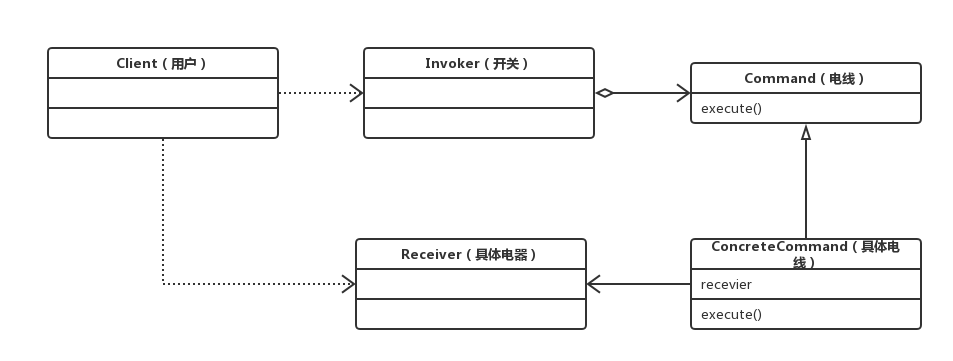 Client（用户）
Invoker（开关）
Command（电线）
execute()
Receiver（具体电器）
ConcreteCommand（具体电
线）
recevier
execute()